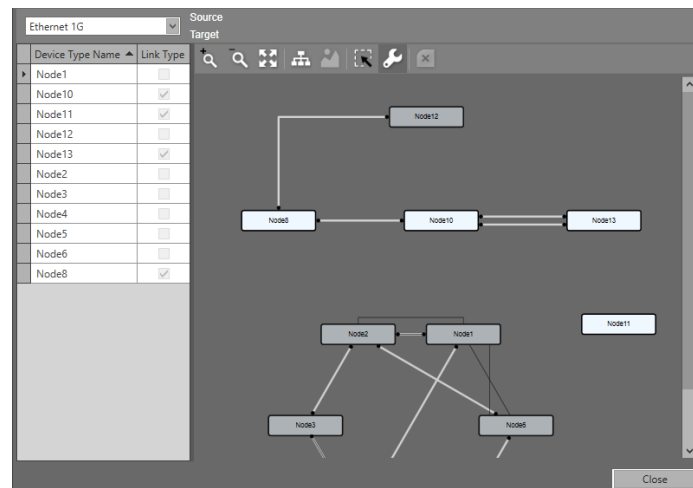 Ethernet 1G
Source
Target
Device Type Name Link Type
Node1
Node10
Node11
Node12
Node13
Node2
Node3
Node4
Node5
Node6
Node8
Node12
Node8 Node10 Node13
Node11
Node2 Node1
Node3 Node6
Close